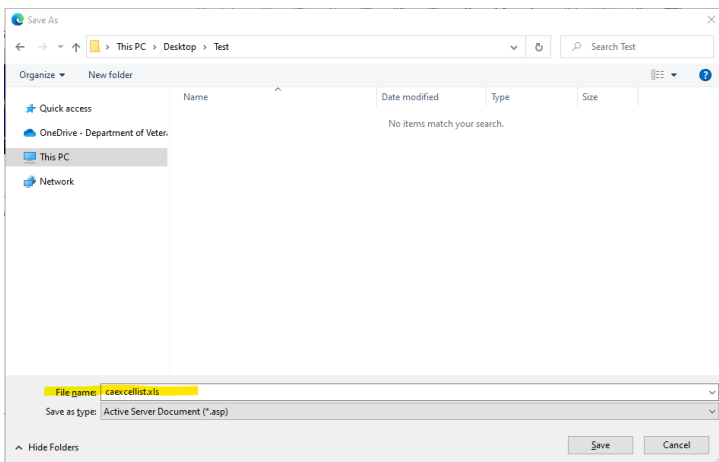 Save As
This PC > Desktop > Test
Search Test
Organize
New folder
Name
Date modified
Type
Size
Quick access
No items match your search.
OneDrive - Department of Vetera
This PC
Network
File name: caexcellist.xls
Save as type: Active Server Document (*.asp)
Hide Folders
Save
Cancel